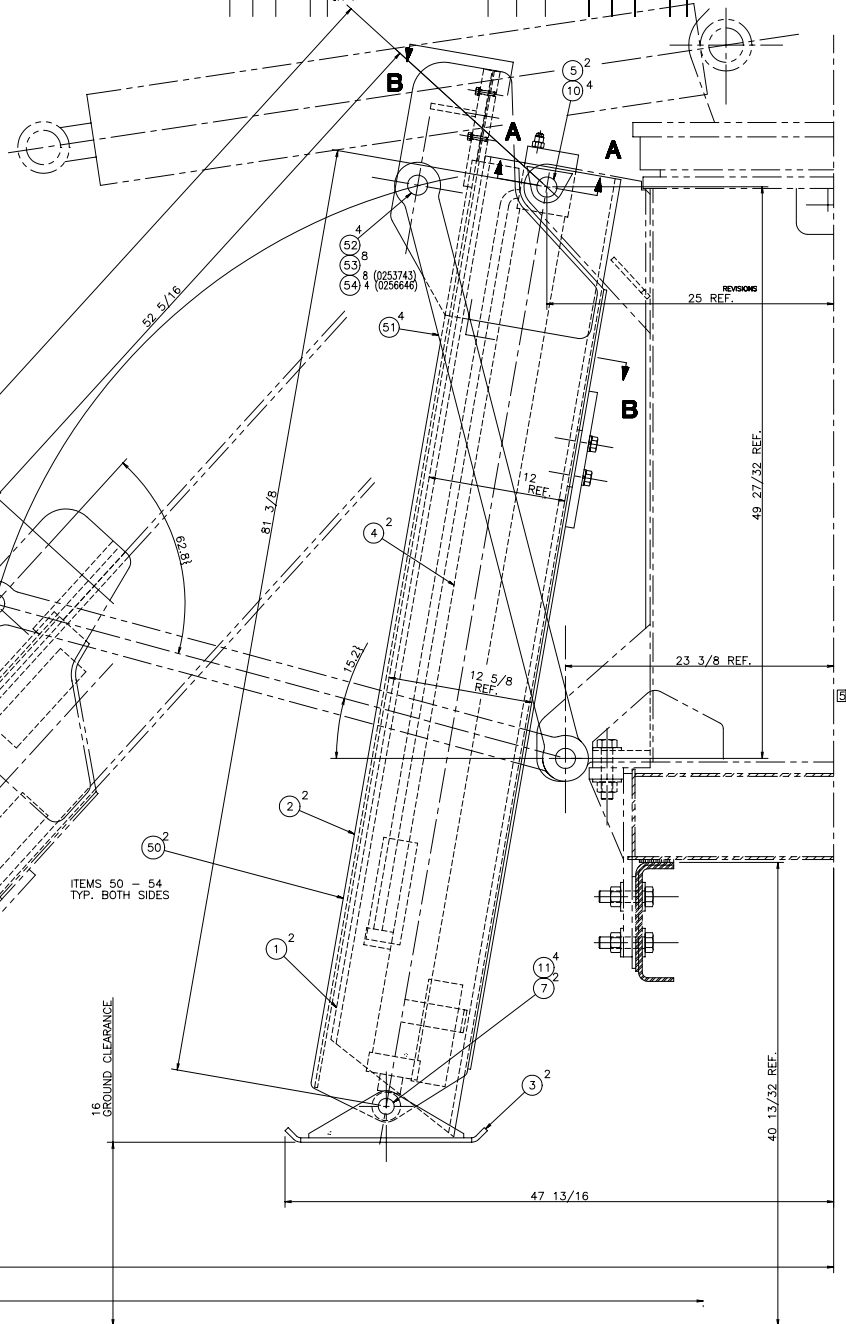 B
5 2
10 4
A
A
52 4
53 8
54 8 (0253743)
4 (0256646)
51 4
REVISIONS
25 REF.
52 5/16
B
81 3/8
12
REF.
49 27/32 REF.
62.8}
4 2
15.2}
12 5/8
REF.
23 3/8 REF.
5
2 2
50 2
ITEMS 50 - 54
TYP. BOTH SIDES
1 2
11 4
7 2
16
GROUND CLEARANCE
3 2
40 13/32 REF.
47 13/16